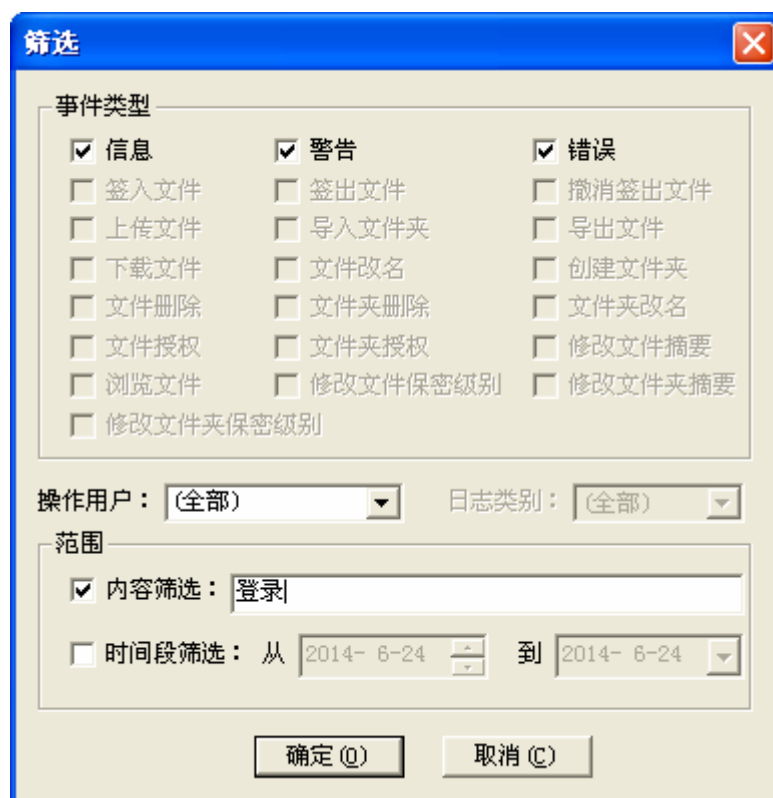 筛选
事件类型
信息 警告 错误
签入文件 签出文件 撤消签出文件
上传文件 导入文件夹 导出文件
下载文件 文件改名 创建文件夹
文件删除 文件夹删除 文件夹改名
文件授权 文件夹授权 修改文件摘要
浏览文件 修改文件保密级别 修改文件夹摘要
修改文件夹保密级别
操作用户： (全部) 日志类别： (全部)
范围
内容筛选： 登录
时间段筛选： 从 2014- 6-24 到 2014- 6-24
确定(O) 取消(C)